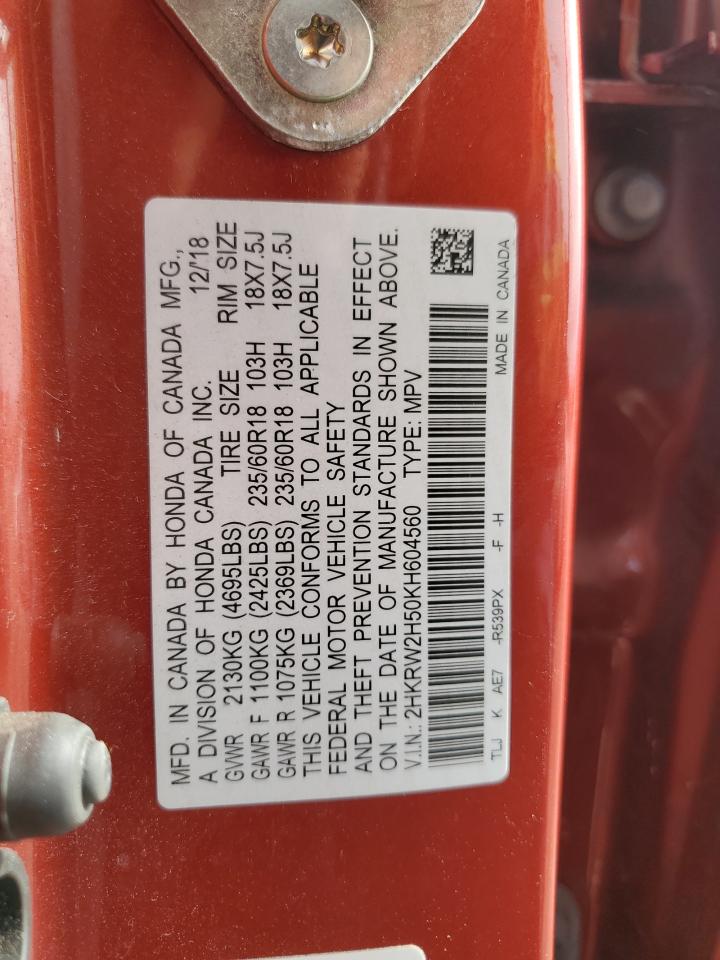 MFD. IN CANADA BY HONDA OF CANADA MFG.,
A DIVISION OF HONDA CANADA INC. 12/'18
GVWR 2130KG (4695LBS) TIRE SIZE RIM SIZE
GAWR F 1100KG (2425LBS) 235/60R18 103H 18X7.5J
GAWR R 1075KG (2369LBS) 235/60R18 103H 18X7.5J
THIS VEHICLE CONFORMS TO ALL APPLICABLE
FEDERAL MOTOR VEHICLE SAFETY
AND THEFT PREVENTION STANDARDS IN EFFECT
ON THE DATE OF MANUFACTURE SHOWN ABOVE.
V.I.N.: 2HKRW2H50KH604560 TYPE: MPV
TLJ K AE7 -R539PX -F -H MADE IN CANADA